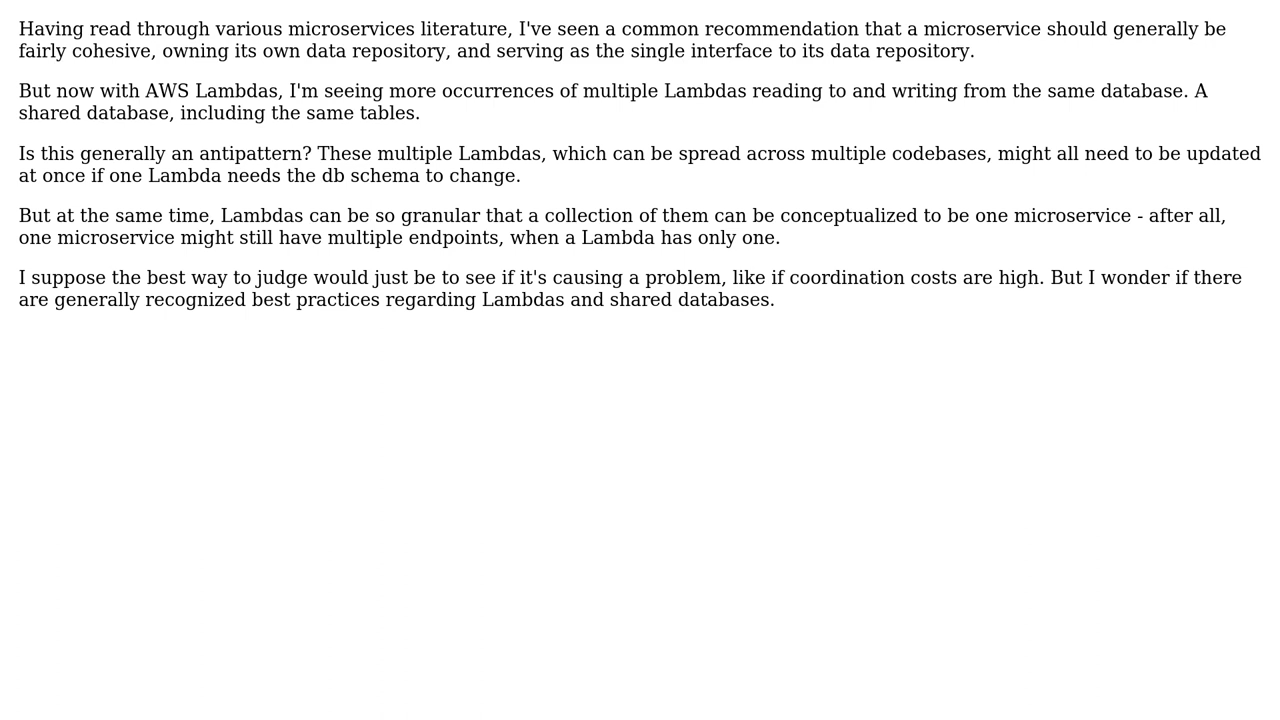 Having read through various microservices literature, I've seen a common recommendation that a microservice should generally be
fairly cohesive, owning its own data repository, and serving as the single interface to its data repository.
But now with AWS Lambdas, I'm seeing more occurrences of multiple Lambdas reading to and writing from the same database. A
shared database, including the same tables.
Is this generally an antipattern? These multiple Lambdas, which can be spread across multiple codebases, might all need to be updated
at once if one Lambda needs the db schema to change.
But at the same time, Lambdas can be so granular that a collection of them can be conceptualized to be one microservice - after all,
one microservice might still have multiple endpoints, when a Lambda has only one.
I suppose the best way to judge would just be to see if it's causing a problem, like if coordination costs are high. But I wonder if there
are generally recognized best practices regarding Lambdas and shared databases.